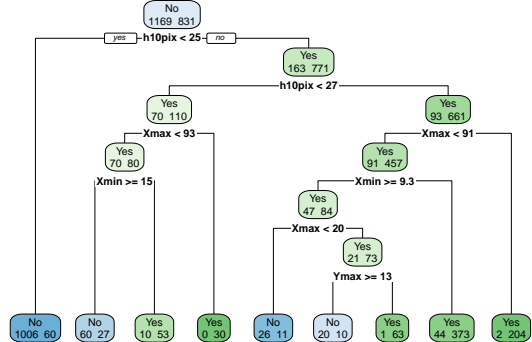 No
1169 831
yes h10pix < 25 no
Yes
163 771
h10pix < 27
Yes
70 110
Yes
93 661
Xmax < 93
Xmax < 91
Yes
70 80
Yes
91 457
Xmin >= 15
Xmin >= 9.3
Yes
47 84
Xmax < 20
Yes
21 73
Ymax >= 13
No
1006 60
No
60 27
Yes
10 53
Yes
0 30
No
26 11
No
20 10
Yes
1 63
Yes
44 373
Yes
2 204